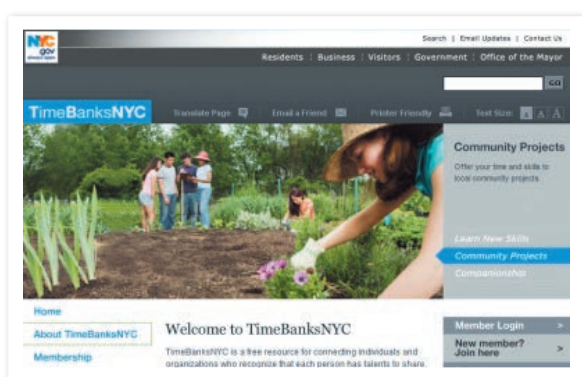 NYC
gov
Search | Email Updates | Contact Us
Residents | Business | Visitors | Government | Office of the Mayor
GO
TimeBanksNYC
Translate Page
Email a Friend
Printer Friendly
Text Size: A A A
Community Projects
Offer your time and skills to
local community projects.
Learn New Skills
Community Projects
Companionship
Home
About TimeBanksNYC
Membership
Welcome to TimeBanksNYC
TimeBanksNYC is a free resource for connecting individuals and
organizations who recognize that each person has talents to share.
Member Login >
New member?
Join here >